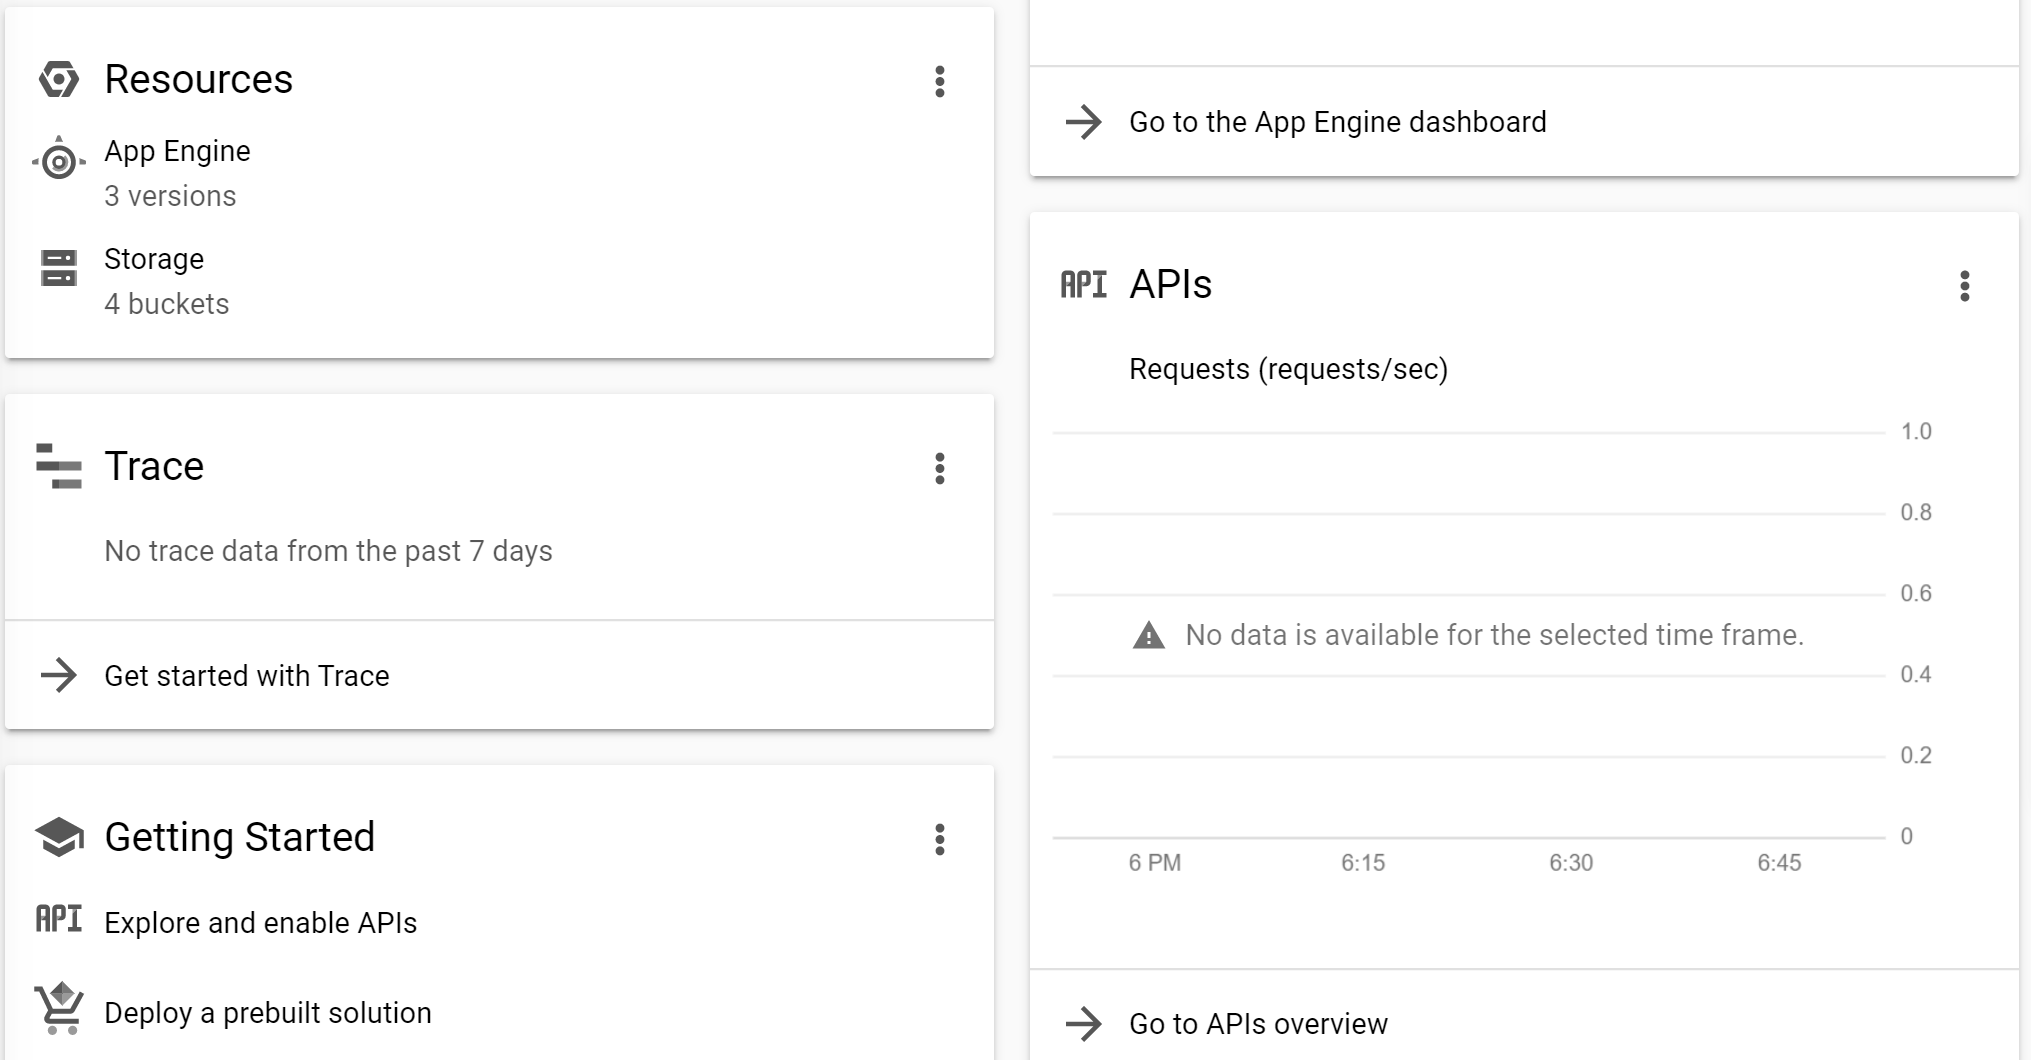 Resources
App Engine
3 versions
Storage
4 buckets
Trace
No trace data from the past 7 days
Get started with Trace
Getting Started
API Explore and enable APIs
Deploy a prebuilt solution
Go to the App Engine dashboard
API APIs
Requests (requests/sec)
1.0
0.8
0.6
No data is available for the selected time frame.
0.4
0.2
0
6 PM 6:15 6:30 6:45
Go to APIs overview